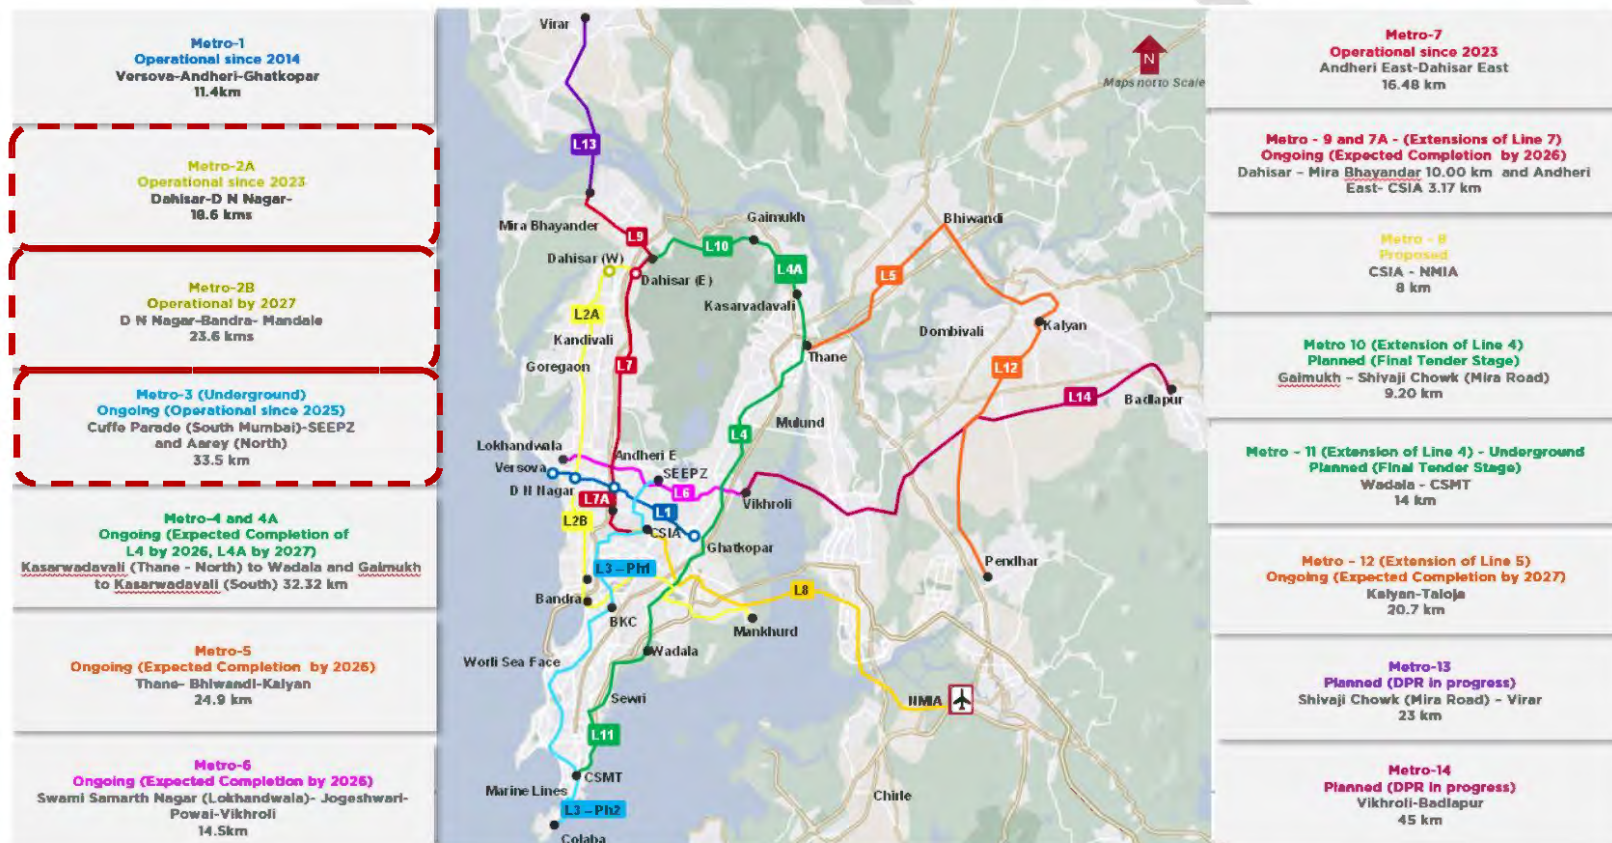 Metro-1
Operational since 2014
Versova-Andheri-Ghatkopar
11.4km
Metro-2A
Operational since 2023
Dahisar-D N Nagar-
18.6 kms
Metro-2B
Operational by 2027
D N Nagar-Bandra- Mandale
23.6 kms
Metro-3 (Underground)
Ongoing (Operational since 2025)
Cuffe Parade (South Mumbai)-SEEPZ
and Aarey (North)
33.5 km
Metro-4 and 4A
Ongoing (Expected Completion of
L4 by 2026, L4A by 2027)
Kasarwadavali (Thane - North) to Wadala and Gaimukh
to Kasarwadavali (South) 32.32 km
Metro-5
Ongoing (Expected Completion by 2026)
Thane- Bhiwandi-Kalyan
24.9 km
Metro-6
Ongoing (Expected Completion by 2026)
Swami Samarth Nagar (Lokhandwala)- Jogeshwari-
Powai-Vikhroli
14.5km
Virar
N
Maps not to Scale
L13
Mira Bhayander
L9
Gaimukh
L10
Bhiwandi
Dahisar (W)
Dahisar (E)
L4A
L5
Kasarvadavali
L2A
Kandivali
Dombivali
Kalyan
Goregaon
L7
Thane
L12
L14
Badlapur
Mulund
L4
Lokhandwala
Andheri E
Versova
SEEPZ
D N Nagar
L7A
L6
Vikhroli
L1
L2B
CSIA
Ghatkopar
L3 – Ph1
Pendhar
L8
Bandra
BKC
Mankhurd
Wadala
Worli Sea Face
Sewri
NMIA
L11
CSMT
Marine Lines
L3 – Ph2
Chirle
Colaba
Metro-7
Operational since 2023
Andheri East-Dahisar East
16.48 km
Metro - 9 and 7A - (Extensions of Line 7)
Ongoing (Expected Completion by 2026)
Dahisar – Mira Bhayandar 10.00 km and Andheri
East- CSIA 3.17 km
Metro - 8
Proposed
CSIA - NMIA
8 km
Metro 10 (Extension of Line 4)
Planned (Final Tender Stage)
Gaimukh – Shivaji Chowk (Mira Road)
9.20 km
Metro - 11 (Extension of Line 4) - Underground
Planned (Final Tender Stage)
Wadala - CSMT
14 km
Metro - 12 (Extension of Line 5)
Ongoing (Expected Completion by 2027)
Kalyan-Taloja
20.7 km
Metro-13
Planned (DPR in progress)
Shivaji Chowk (Mira Road) – Virar
23 km
Metro-14
Planned (DPR in progress)
Vikhroli-Badlapur
45 km